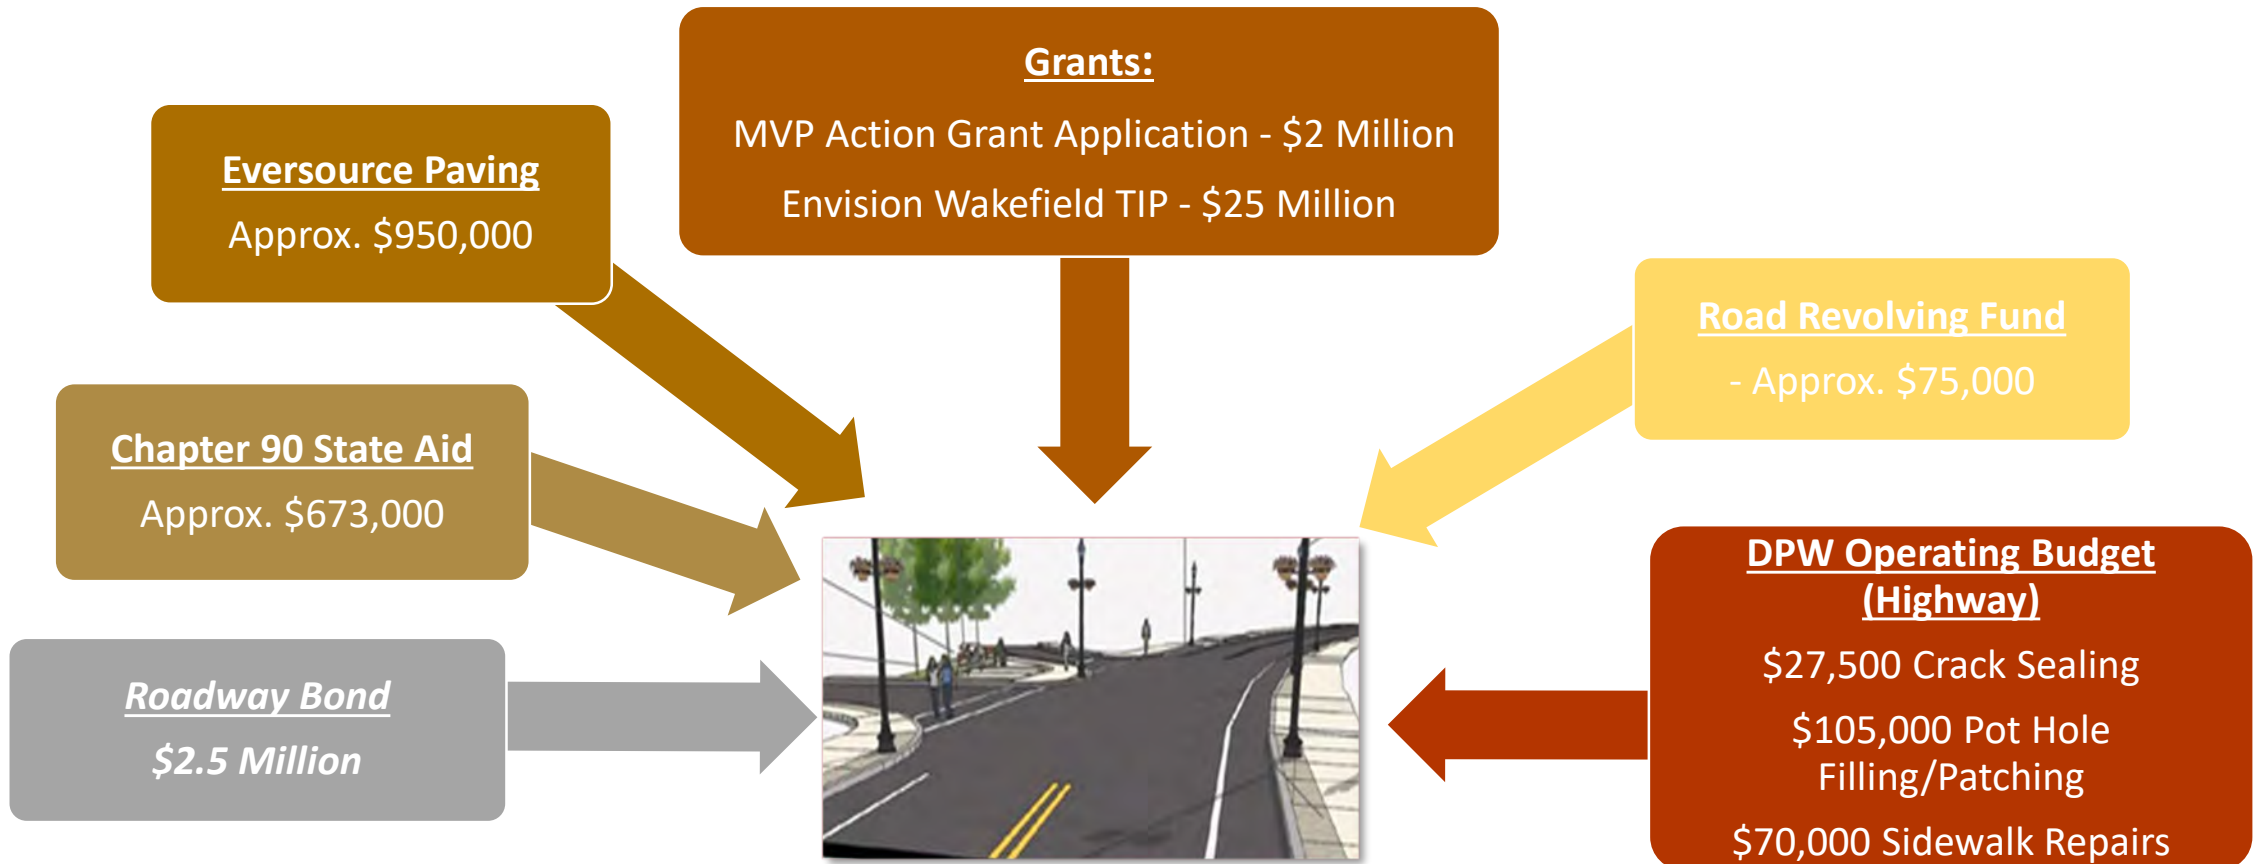 Grants:
MVP Action Grant Application - $2 Million
Envision Wakefield TIP - $25 Million
Eversource Paving
Approx. $950,000
Road Revolving Fund
- Approx. $75,000
Chapter 90 State Aid
Approx. $673,000
DPW Operating Budget
(Highway)
$27,500 Crack Sealing
$105,000 Pot Hole
Filling/Patching
$70,000 Sidewalk Repairs
Roadway Bond
$2.5 Million